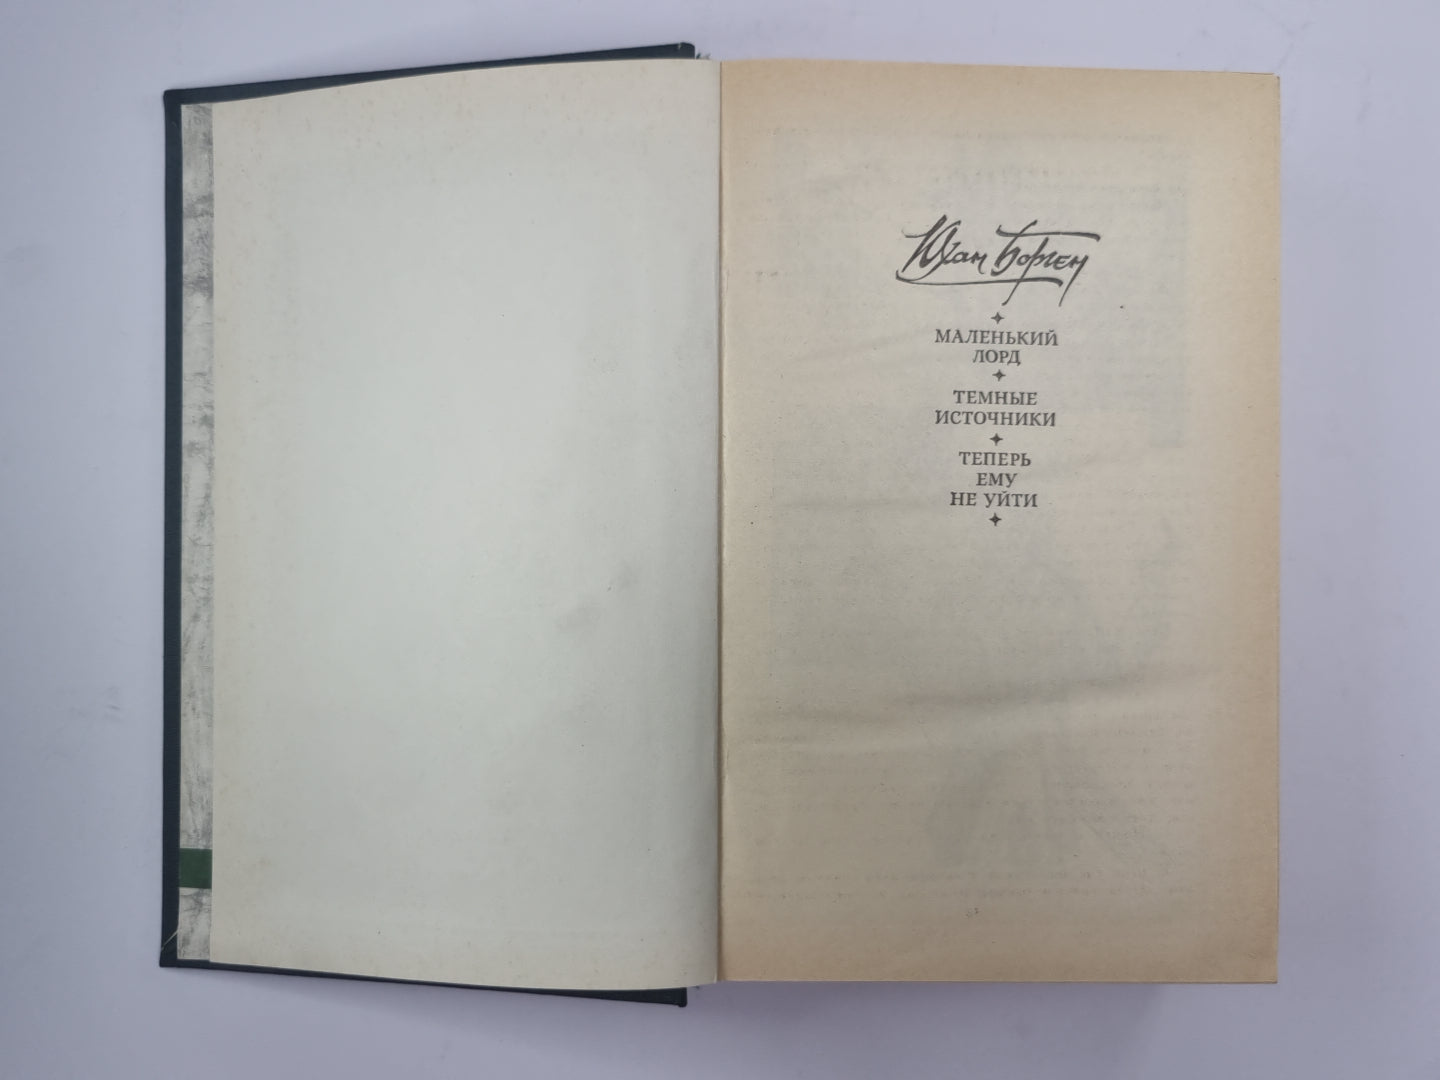 Юхан Борген
МАЛЕНЬКИЙ
ЛОРД
ТЕМНЫЕ
ИСТОЧНИКИ
ТЕПЕРЬ
ЕМУ
НЕ УЙТИ